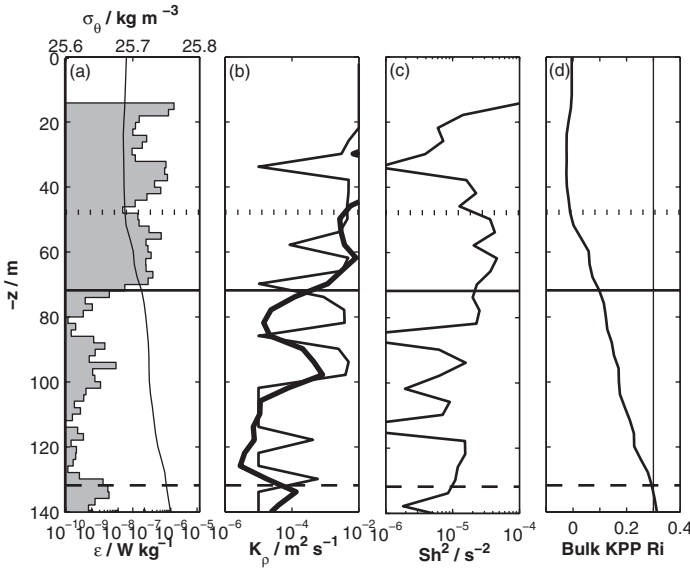 σθ / kg m−3
25.6 25.7 25.8
(a) (b) (c) (d)
0
20
40
60
80
100
120
140
−z / m
10−10 10−9 10−8 10−7 10−6 10−5
10−6 10−4 10−2
10−6 10−5 10−4
0 0.2 0.4
ε / W kg−1
Kρ / m2 s−1
Sh2 / s−2
Bulk KPP Ri